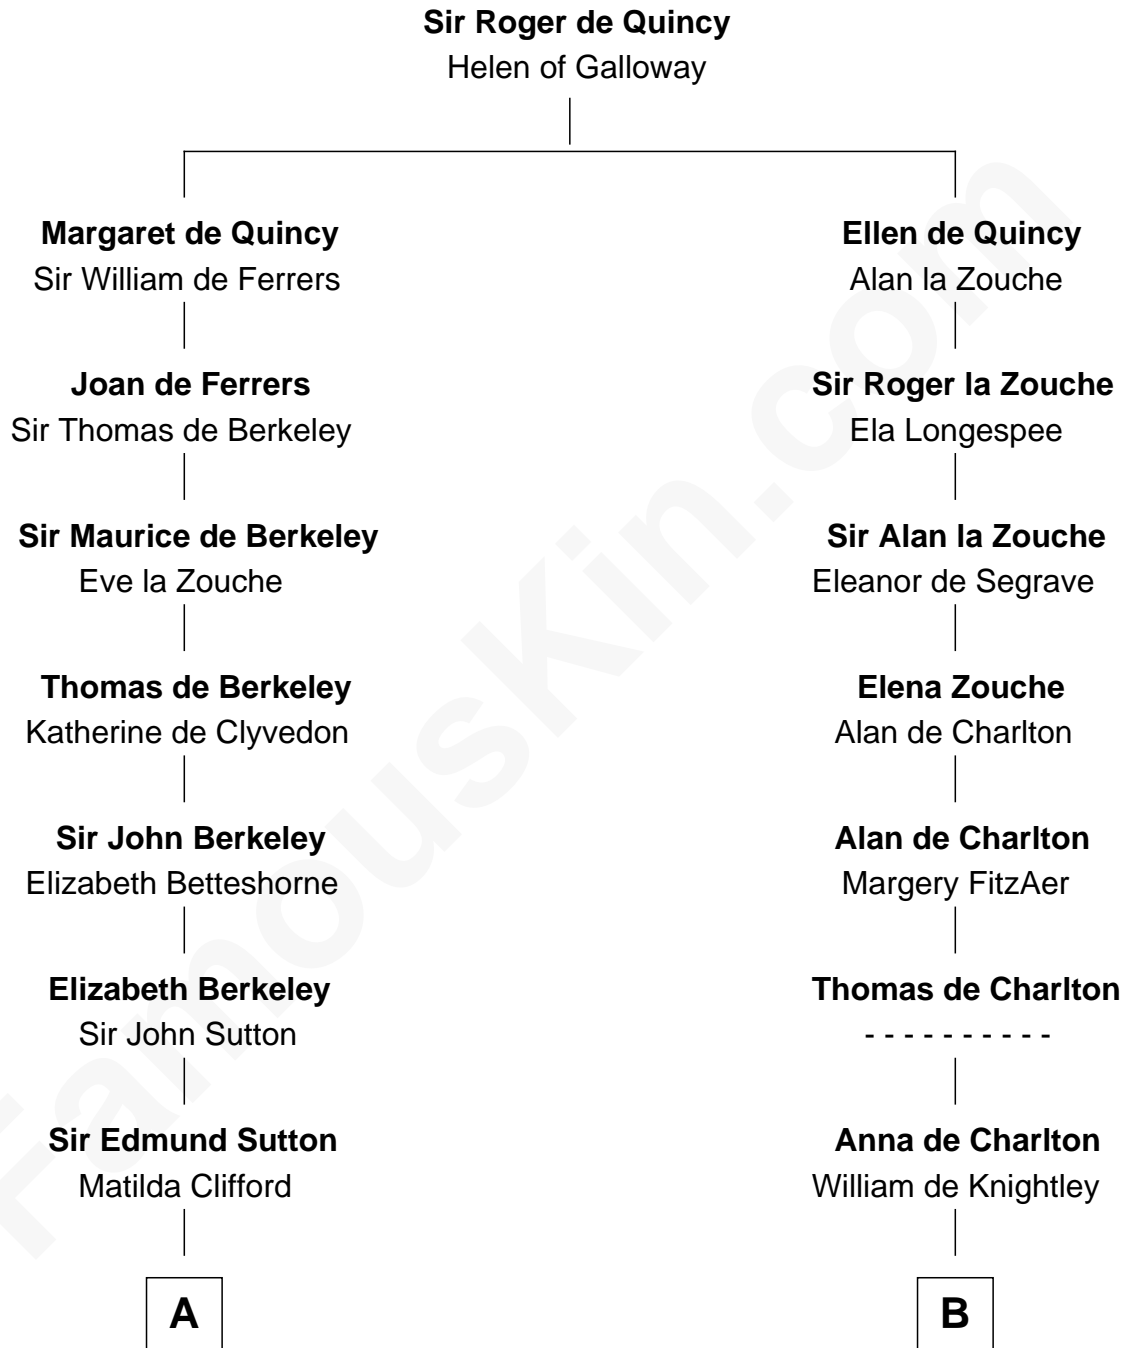 Sir Roger de Quincy
Helen of Galloway
Margaret de Quincy
Sir William de Ferrers
Ellen de Quincy
Alan la Zouche
Joan de Ferrers
Sir Thomas de Berkeley
Sir Roger la Zouche
Ela Longespee
Sir Maurice de Berkeley
Eve la Zouche
Sir Alan la Zouche
Eleanor de Segrave
Thomas de Berkeley
Katherine de Clyvedon
Elena Zouche
Alan de Charlton
Sir John Berkeley
Elizabeth Betteshorne
Alan de Charlton
Margery FitzAer
Elizabeth Berkeley
Sir John Sutton
Thomas de Charlton
- - - - - - - - - -
Sir Edmund Sutton
Matilda Clifford
Anna de Charlton
William de Knightley
A
B
FamousKin.com